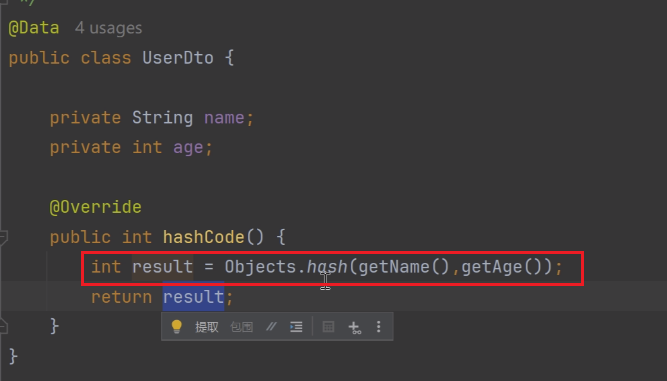 */
@Data 4 usages
public class UserDto {
private String name;
private int age;
@Override
public int hashCode() {
int result = Objects.hash(getName(),getAge());
return result;
提取 包围
}
}